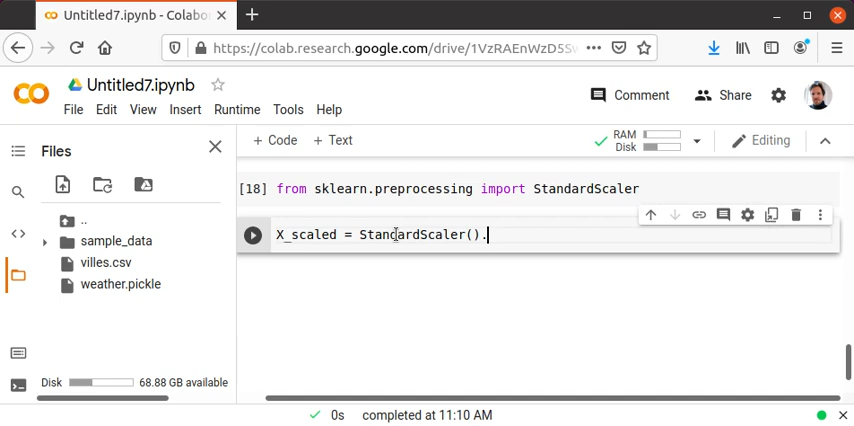 Untitled7.ipynb - Colabo
https://colab.research.google.com/drive/1VzRAEnWzD5Sw
Untitled7.ipynb
File Edit View Insert Runtime Tools Help
Comment Share
Files
+ Code + Text
RAM
Disk
Editing
..
sample_data
villes.csv
weather.pickle
[18] from sklearn.preprocessing import StandardScaler
X_scaled = StandardScaler().
Disk 68.88 GB available
0s completed at 11:10 AM